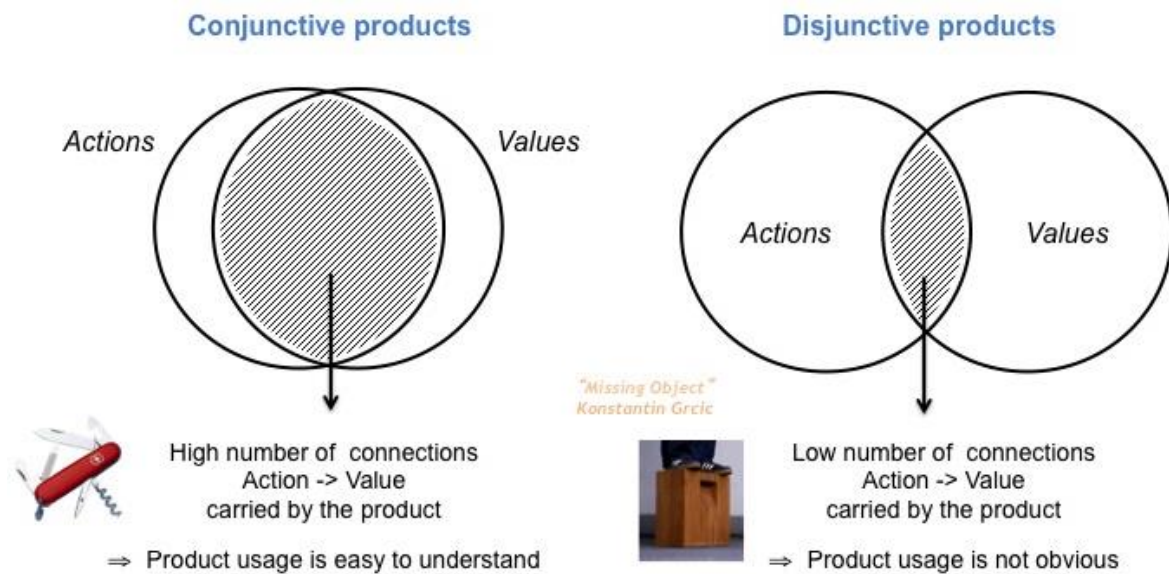 Conjunctive products
Actions
Values
High number of connections
Action -> Value
carried by the product
⇒ Product usage is easy to understand
Disjunctive products
Actions
Values
"Missing Object"
Konstantin Grcic
Low number of connections
Action -> Value
carried by the product
⇒ Product usage is not obvious